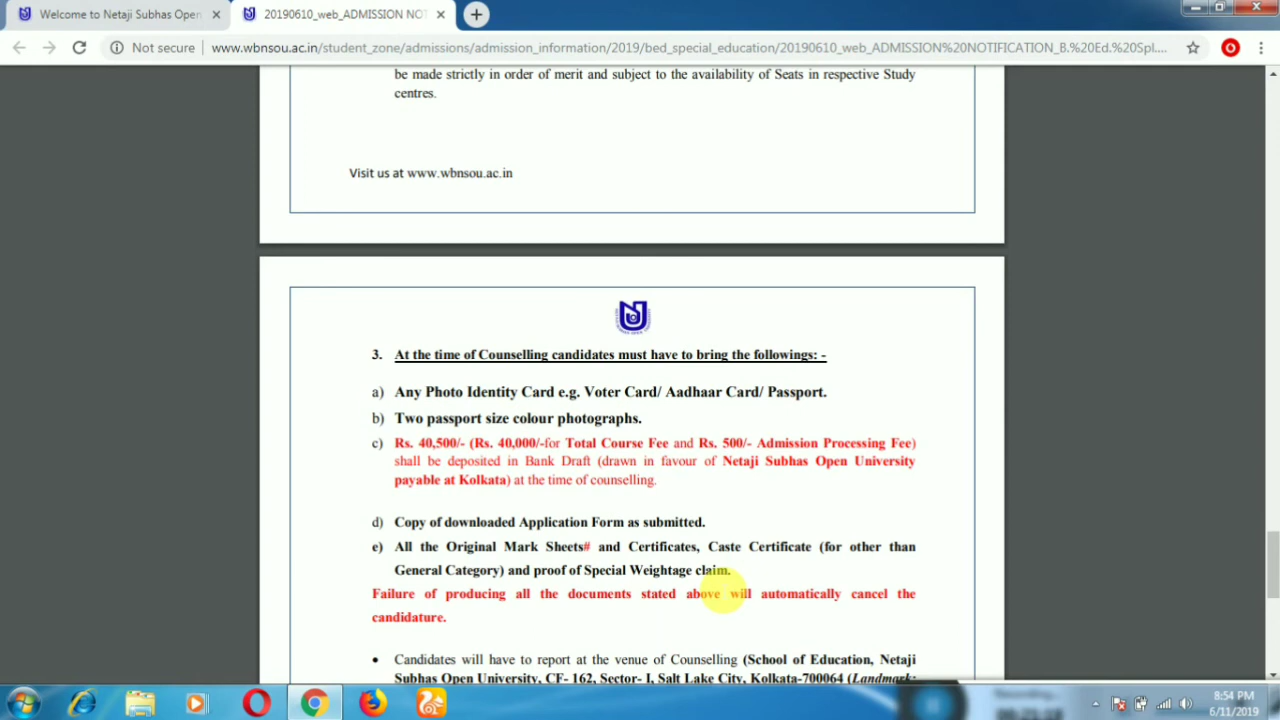 Welcome to Netaji Subhas Open
20190610_web_ADMISSION NOT
Not secure
www.wbnsou.ac.in/student_zone/admissions/admission_information/2019/bed_special_education/20190610_web_ADMISSION%20NOTIFICATION_B.%20Ed.%20Spl....
be made strictly in order of merit and subject to the availability of Seats in respective Study
centres.
Visit us at www.wbnsou.ac.in
3. At the time of Counselling candidates must have to bring the followings: -
a) Any Photo Identity Card e.g. Voter Card/ Aadhaar Card/ Passport.
b) Two passport size colour photographs.
c) Rs. 40,500/- (Rs. 40,000/-for Total Course Fee and Rs. 500/- Admission Processing Fee)
shall be deposited in Bank Draft (drawn in favour of Netaji Subhas Open University
payable at Kolkata) at the time of counselling.
d) Copy of downloaded Application Form as submitted.
e) All the Original Mark Sheets# and Certificates, Caste Certificate (for other than
General Category) and proof of Special Weightage claim.
Failure of producing all the documents stated above will automatically cancel the
candidature.
• Candidates will have to report at the venue of Counselling (School of Education, Netaji
Subhas Open University, CF- 162, Sector- I, Salt Lake City, Kolkata-700064 (Landmark:
8:54 PM
6/11/2019